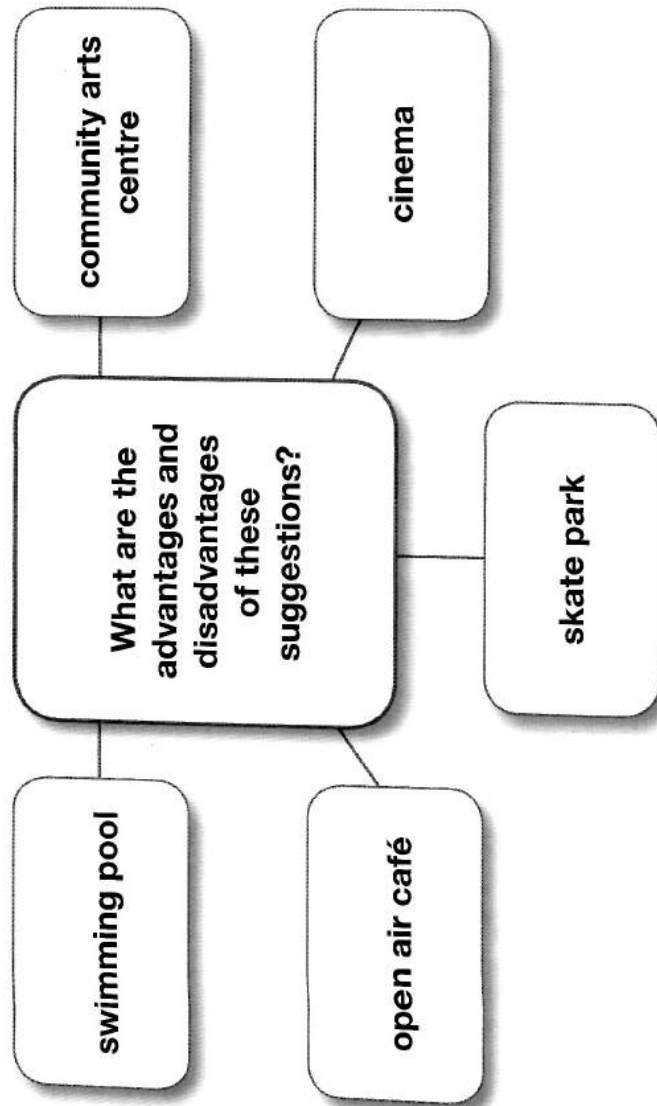 swimming pool
What are the
advantages and
disadvantages
of these
suggestions?
community arts
centre
open air café
skate park
cinema